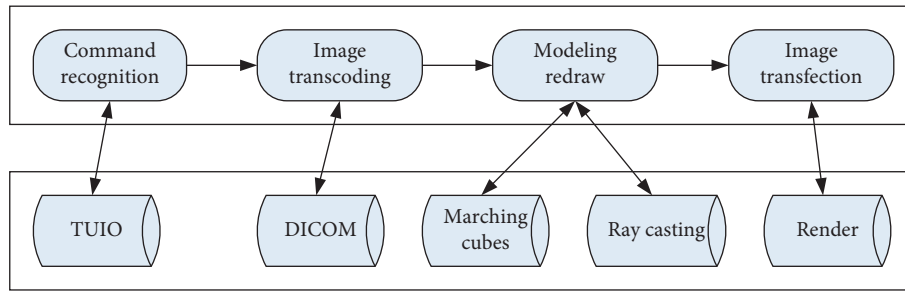 Command
recognition
Image
transcoding
Modeling
redraw
Image
transfection
TUIO
DICOM
Marching
cubes
Ray casting
Render